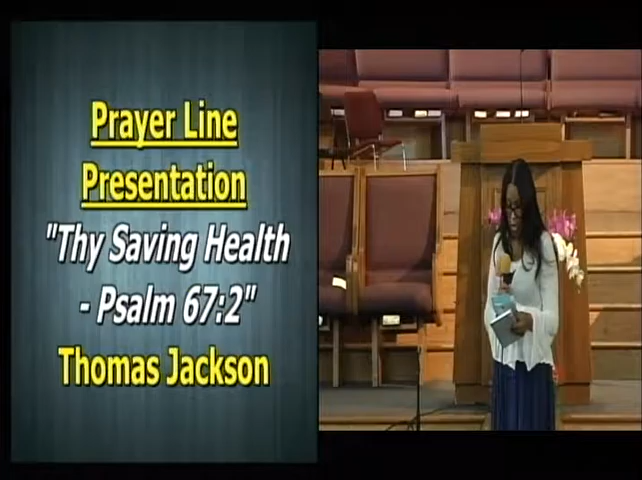 Prayer Line
Presentation
"Thy Saving Health
- Psalm 67:2"
Thomas Jackson